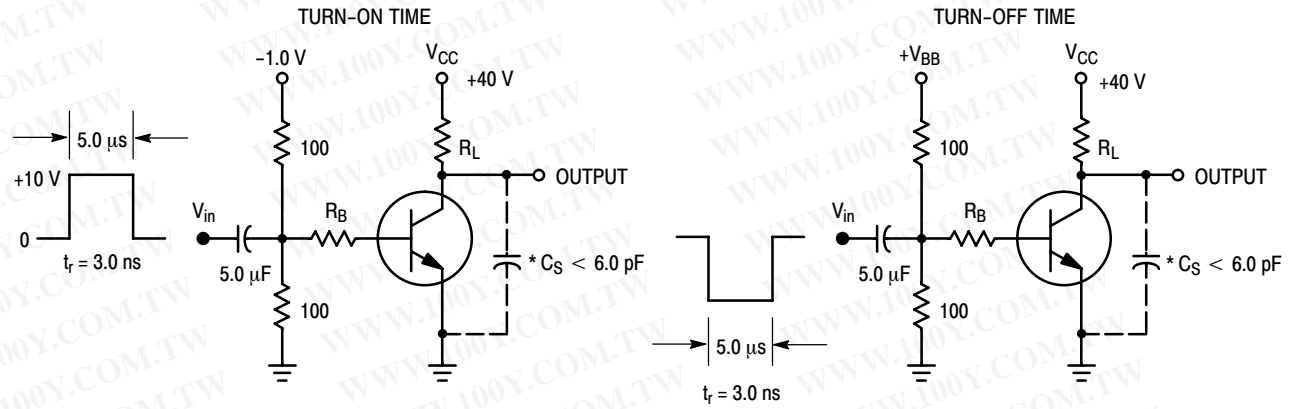 TURN-ON TIME
-1.0 V
VCC
+40 V
5.0 μs
100
RL
+10 V
OUTPUT
Vin
RB
0
* CS < 6.0 pF
tr = 3.0 ns
5.0 μF
100
TURN-OFF TIME
+VBB
VCC
+40 V
100
RL
OUTPUT
Vin
RB
* CS < 6.0 pF
5.0 μF
100
5.0 μs
tr = 3.0 ns
WWW.100Y.COM.TW